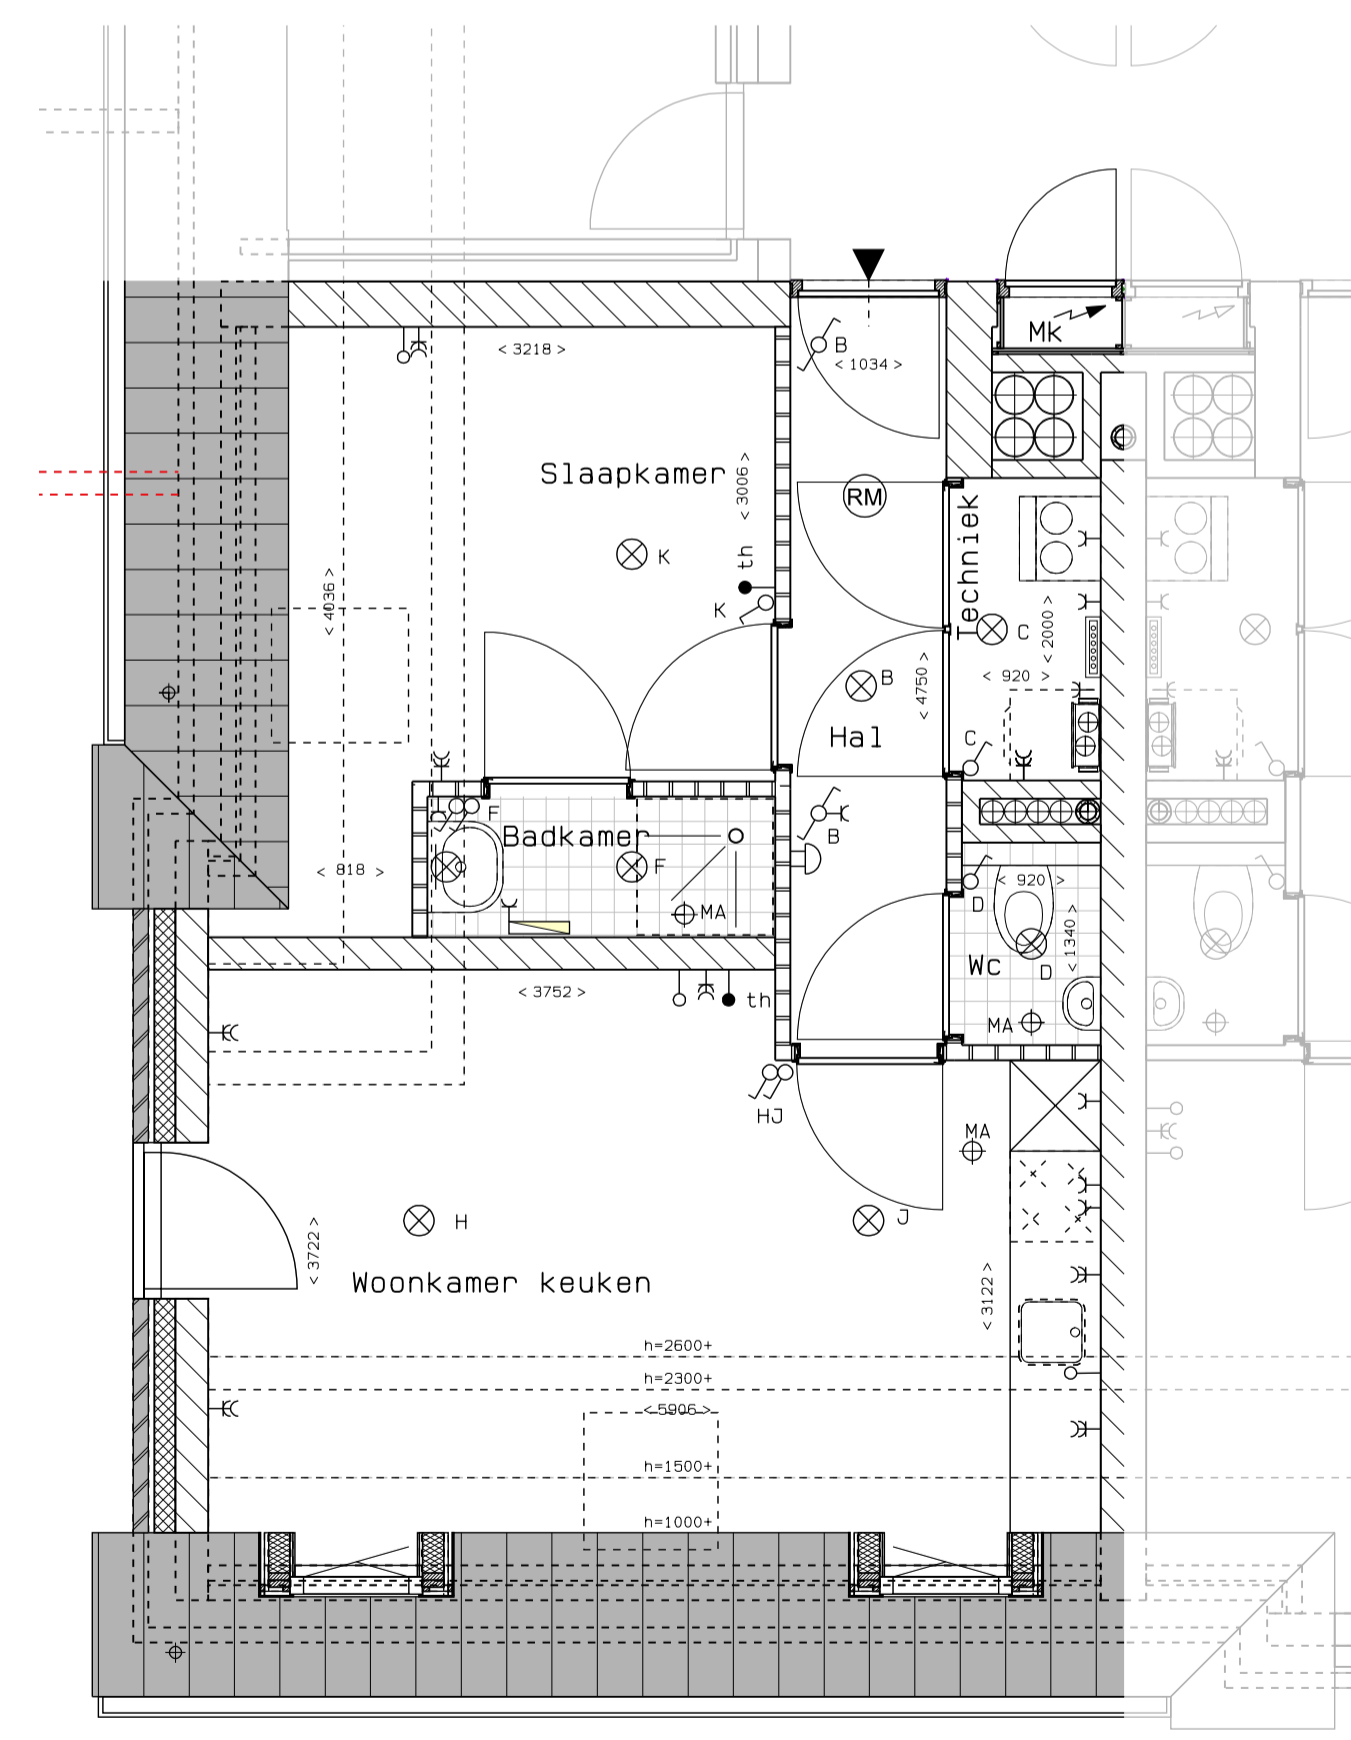 Mk
B
< 1034 >
< 3218 >
Slaapkamer
< 3006 >
RM
Techniek
K
th
K
< 4036 >
C
< 2000 >
< 920 >
B
< 4750 >
Hal
C
F
Badkamer
F
B
< 818 >
MA
< 920 >
D
< 1340 >
Wc
D
MA
< 3752 >
th
HJ
MA
H
J
< 3722 >
Woonkamer keuken
< 3122 >
h=2600+
h=2300+
< 5906 >
h=1500+
h=1000+